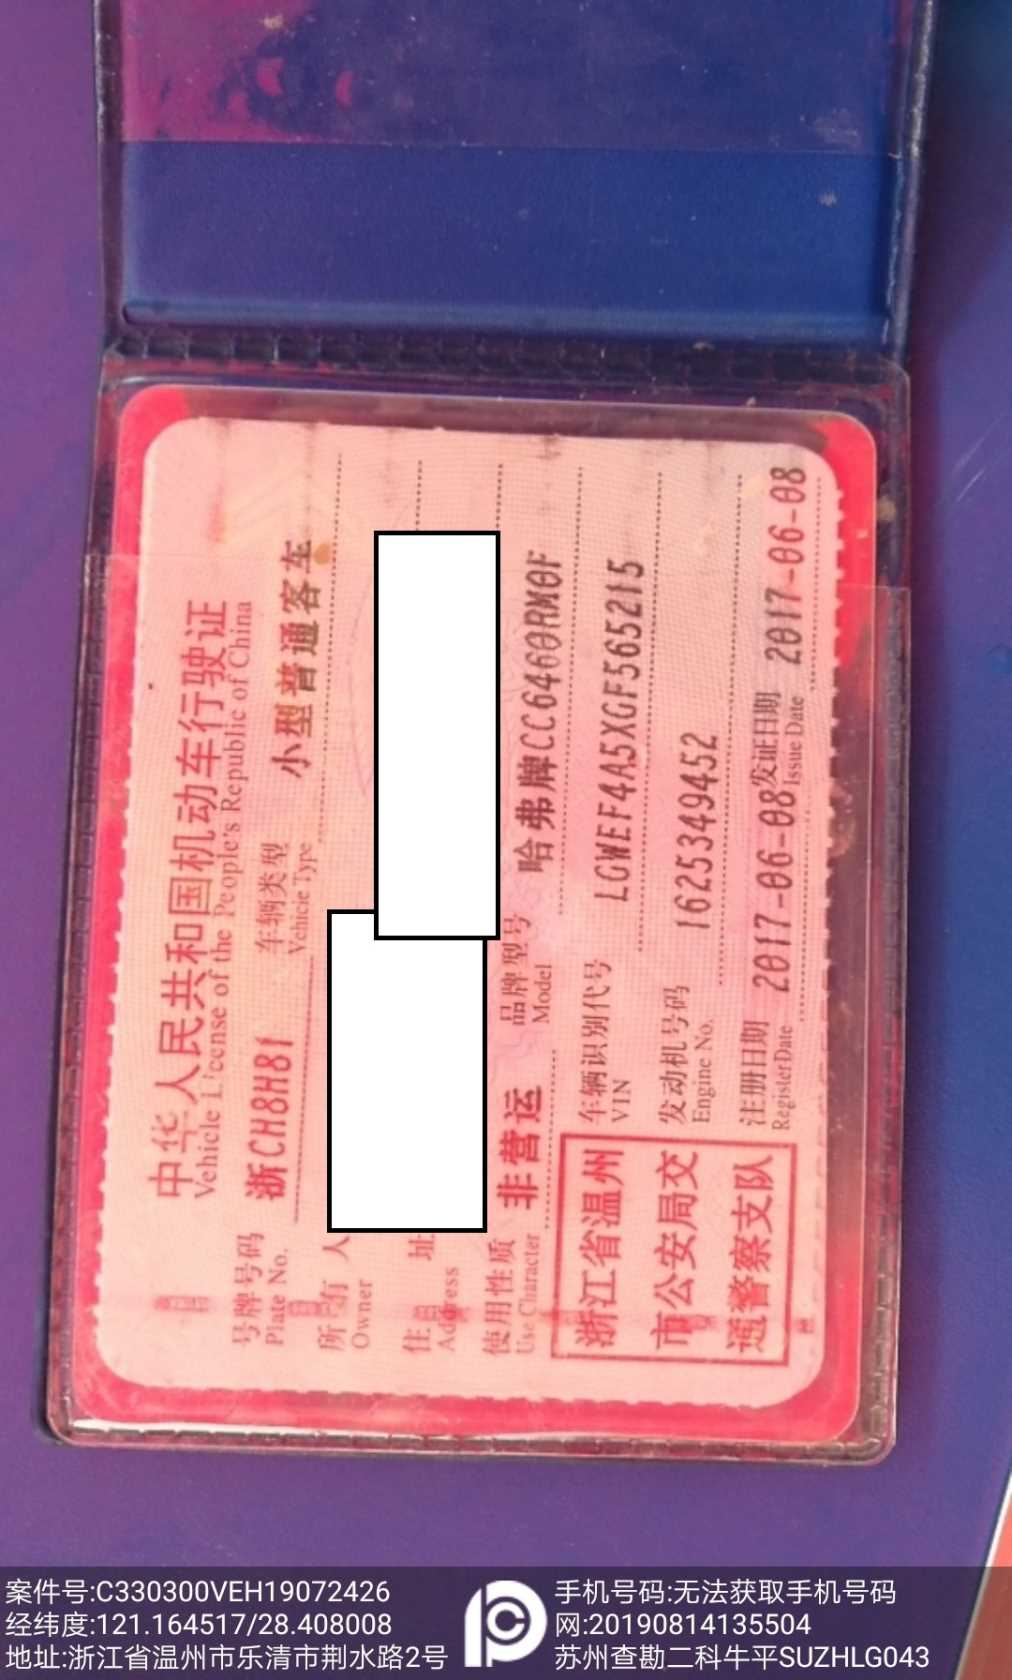 中华人民共和国机动车行驶证
Vehicle License of the People's Republic of China
号牌号码 浙CH8H81 车辆类型 小型普通客车
Plate No. Vehicle Type
所有人
Owner
住址
Address
使用性质 非营运 品牌型号 哈弗牌CC6460RM0F
Use Character Model
浙江省温州
市公安局交
通警察支队
车辆识别代号 LGWEF4A5XGF565215
VIN
发动机号码 1625349452
Engine No.
注册日期 2017-06-08 发证日期 2017-06-08
Register Date Issue Date
案件号:C330300VEH19072426
经纬度:121.164517/28.408008
地址:浙江省温州市乐清市荆水路2号
手机号码:无法获取手机号码
网:20190814135504
苏州查勘二科牛平SUZHLG043